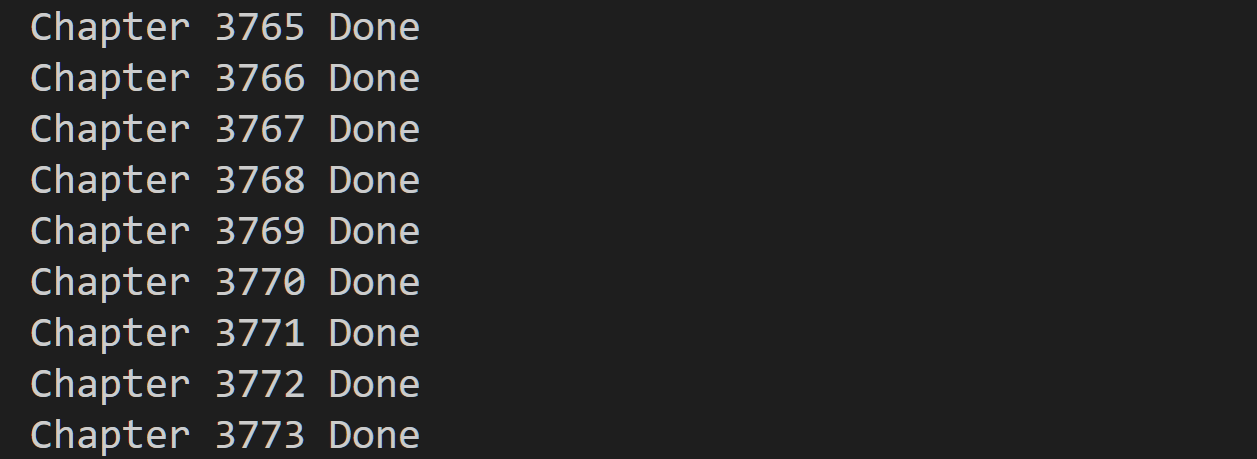 Chapter 3765 Done
Chapter 3766 Done
Chapter 3767 Done
Chapter 3768 Done
Chapter 3769 Done
Chapter 3770 Done
Chapter 3771 Done
Chapter 3772 Done
Chapter 3773 Done